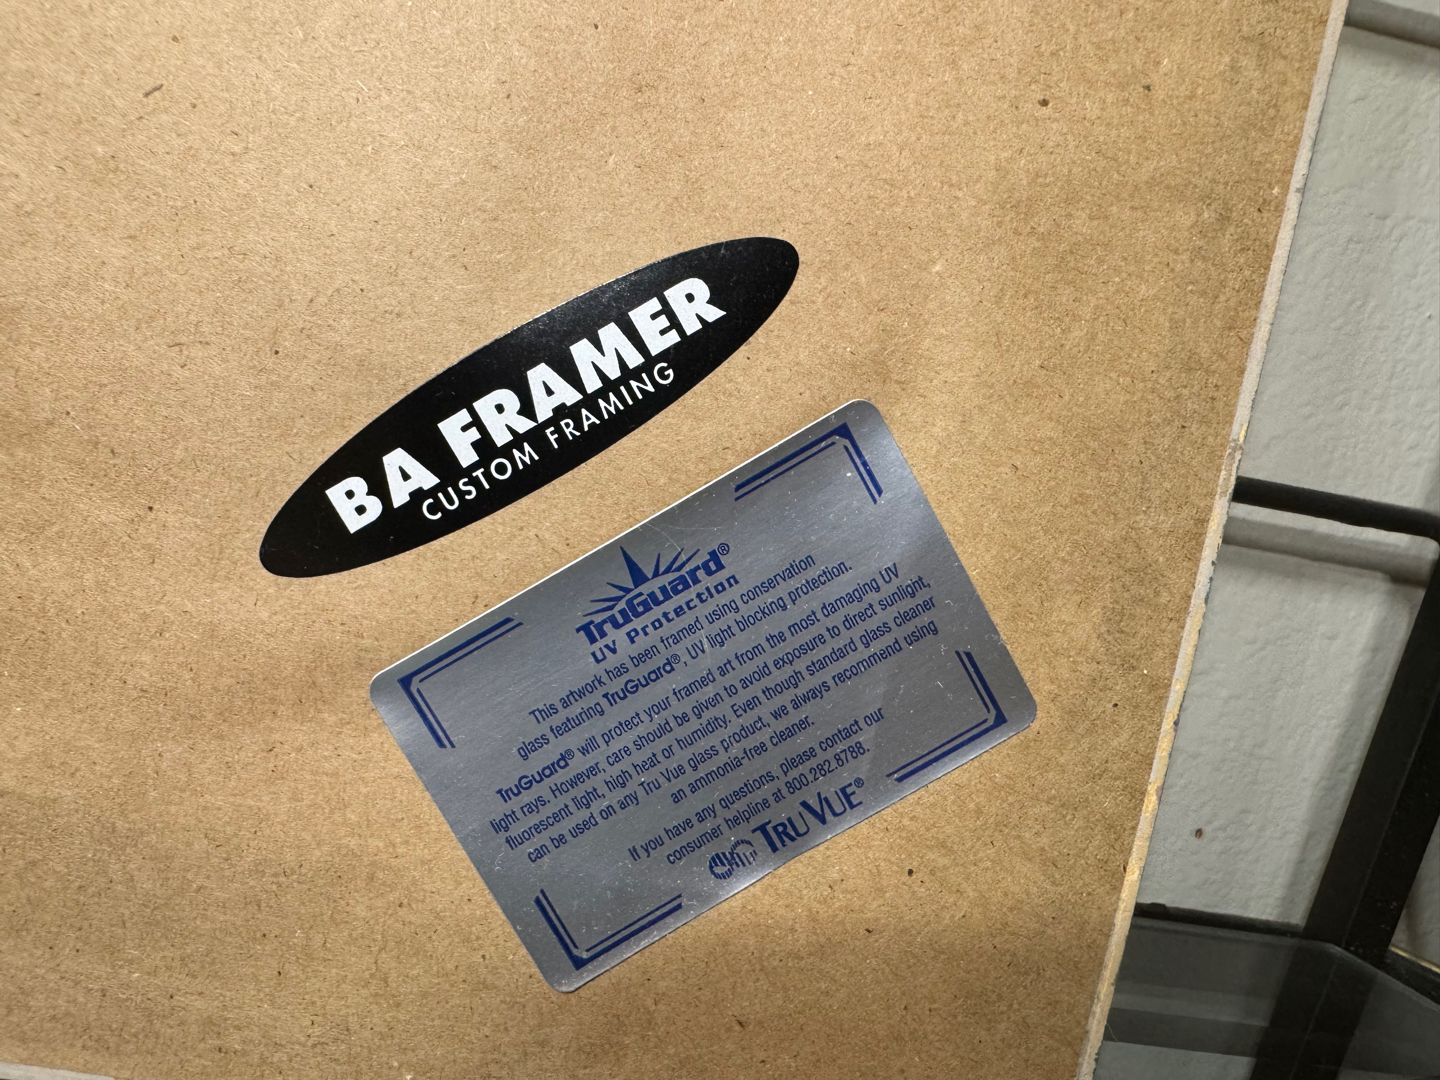 BA FRAMER
CUSTOM FRAMING
TruGuard®
UV Protection
This artwork has been framed using conservation
glass featuring TruGuard®, UV light blocking protection.
TruGuard® will protect your framed art from the most damaging UV
light rays. However, care should be given to avoid exposure to direct sunlight,
fluorescent light, high heat or humidity. Even though standard glass cleaner
can be used on any Tru Vue glass product, we always recommend using
an ammonia-free cleaner.
If you have any questions, please contact our
consumer helpline at 800.282.8788.
TRU VUE®